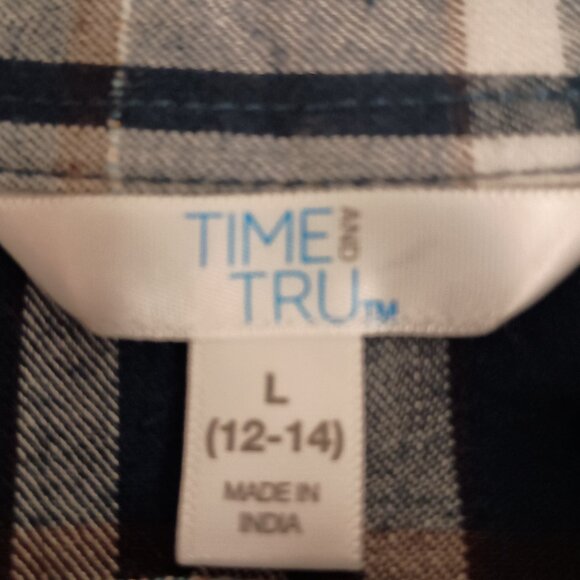 TIME AND
TRU™
L
(12-14)
MADE IN
INDIA